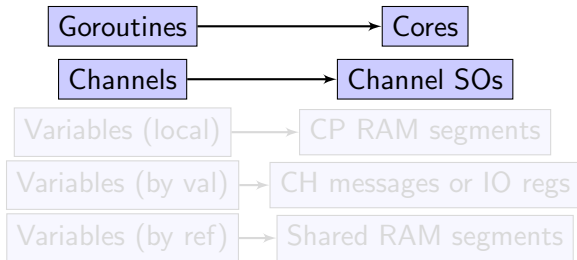 Goroutines Cores
Channels Channel SOs
Variables (local) CP RAM segments
Variables (by val) CH messages or IO regs
Variables (by ref) Shared RAM segments